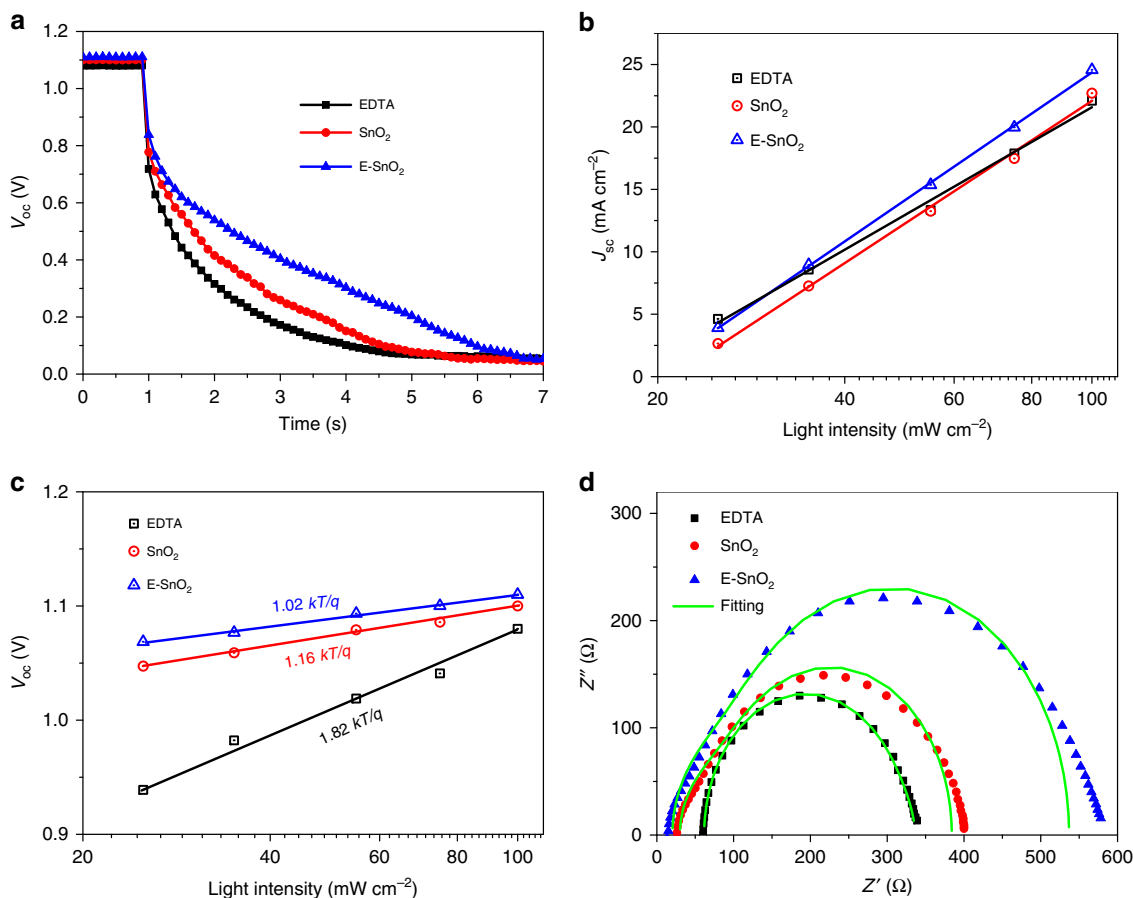 a
1.2
1.0
0.8
0.6
0.4
0.2
0.0
V_oc (V)
EDTA
SnO₂
E-SnO₂
0 1 2 3 4 5 6 7
Time (s)
b
25
20
15
10
5
0
J_sc (mA cm⁻²)
EDTA
SnO₂
E-SnO₂
20 40 60 80 100
Light intensity (mW cm⁻²)
c
1.2
1.1
1.0
0.9
V_oc (V)
EDTA
SnO₂
E-SnO₂
1.02 kT/q
1.16 kT/q
1.82 kT/q
20 40 60 80 100
Light intensity (mW cm⁻²)
d
300
200
100
0
Z″ (Ω)
EDTA
SnO₂
E-SnO₂
Fitting
0 100 200 300 400 500 600
Z′ (Ω)